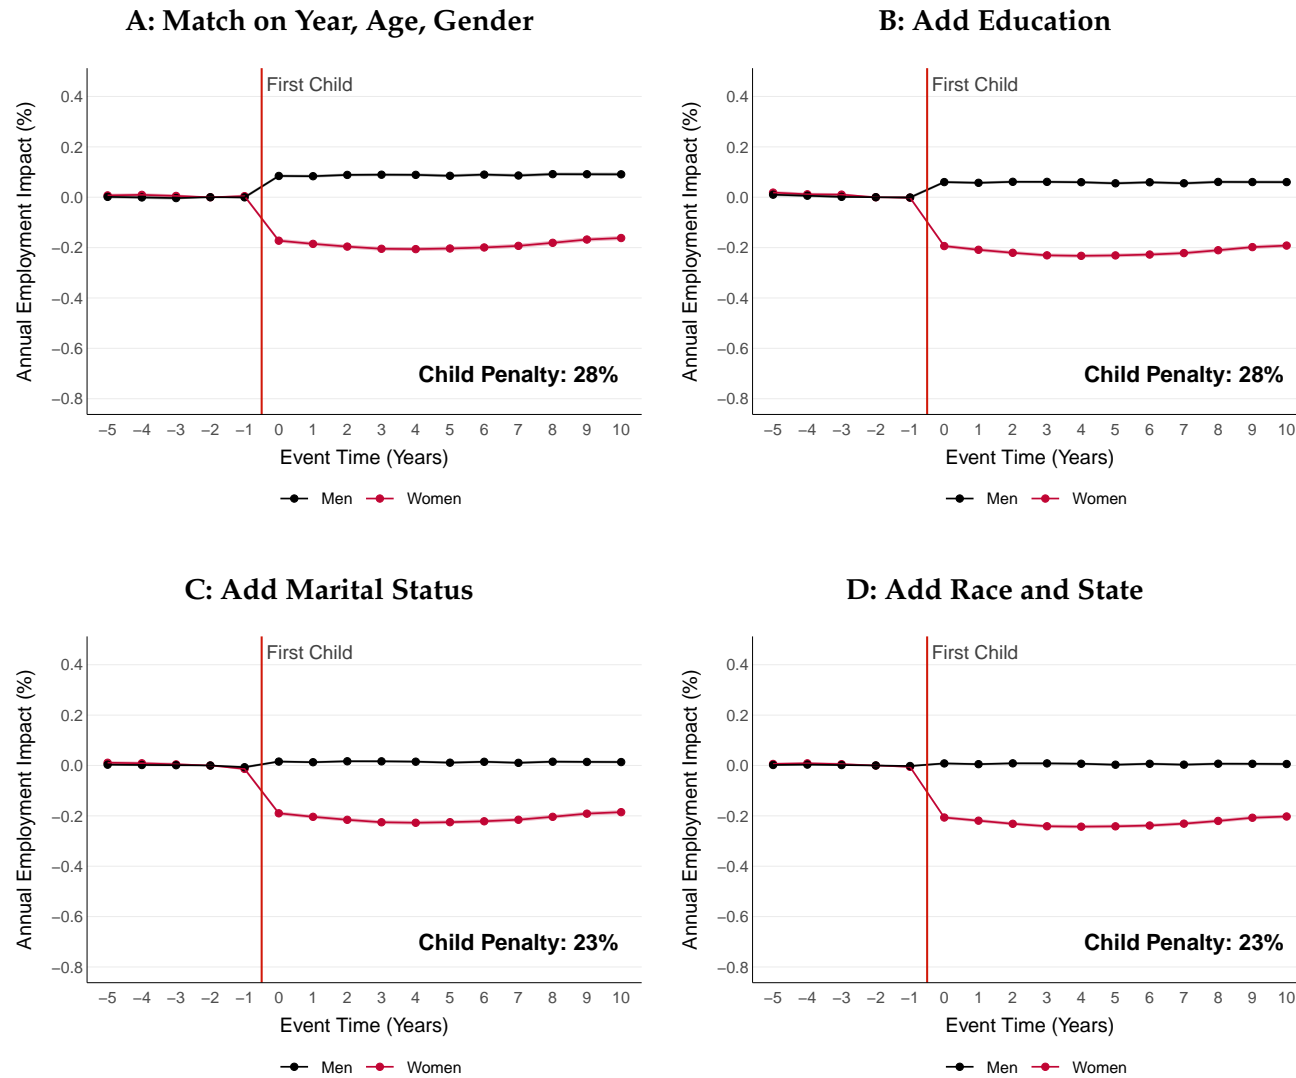 A: Match on Year, Age, Gender
Annual Employment Impact (%)
0.4
0.2
0.0
−0.2
−0.4
−0.6
−0.8
First Child
Child Penalty: 28%
−5 −4 −3 −2 −1 0 1 2 3 4 5 6 7 8 9 10
Event Time (Years)
Men Women
B: Add Education
Annual Employment Impact (%)
0.4
0.2
0.0
−0.2
−0.4
−0.6
−0.8
First Child
Child Penalty: 28%
−5 −4 −3 −2 −1 0 1 2 3 4 5 6 7 8 9 10
Event Time (Years)
Men Women
C: Add Marital Status
Annual Employment Impact (%)
0.4
0.2
0.0
−0.2
−0.4
−0.6
−0.8
First Child
Child Penalty: 23%
−5 −4 −3 −2 −1 0 1 2 3 4 5 6 7 8 9 10
Event Time (Years)
Men Women
D: Add Race and State
Annual Employment Impact (%)
0.4
0.2
0.0
−0.2
−0.4
−0.6
−0.8
First Child
Child Penalty: 23%
−5 −4 −3 −2 −1 0 1 2 3 4 5 6 7 8 9 10
Event Time (Years)
Men Women